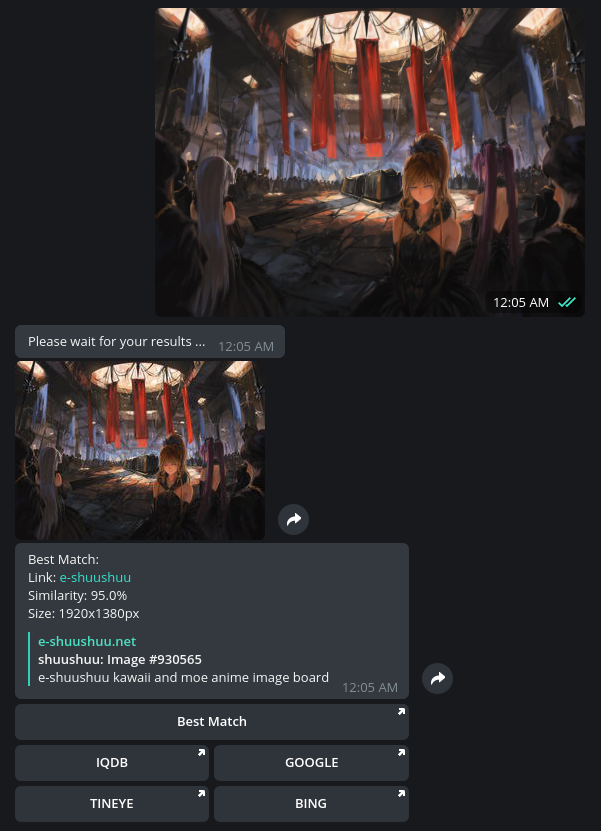 12:05 AM
Please wait for your results ... 12:05 AM
Best Match:
Link: e-shuushuu
Similarity: 95.0%
Size: 1920x1380px
e-shuushuu.net
shuushuu: Image #930565
e-shuushuu kawaii and moe anime image board
12:05 AM
Best Match
IQDB
GOOGLE
TINEYE
BING